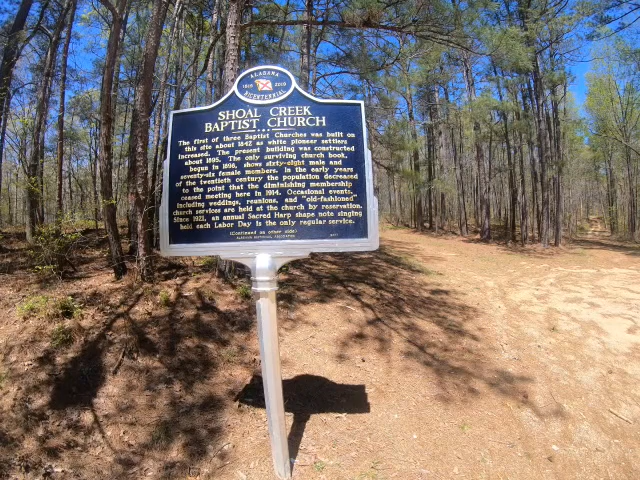 ALABAMA
1819 2019
BICENTENNIAL
SHOAL CREEK
BAPTIST CHURCH
The first of three Baptist Churches was built on
this site about 1842 as white pioneer settlers
increased. The present building was constructed
about 1895. The only surviving church book,
begun in 1896, shows sixty-eight male and
seventy-six female members. In the early years
of the twentieth century the population decreased
to the point that the diminishing membership
ceased meeting here in 1914. Occasional events,
including weddings, reunions, and "old-fashioned"
church services are held at the church by reservation.
Since 1922, an annual Sacred Harp shape note singing
held each Labor Day is the only regular service.
(Continued on other side)
ALABAMA HISTORICAL ASSOCIATION